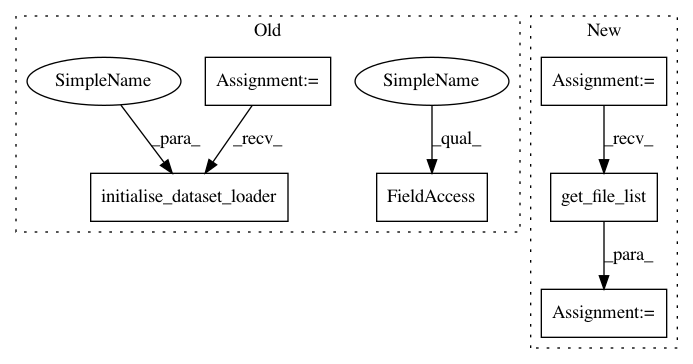 Old
New
SimpleName
Assignment:=
SimpleName
Assignment:=
_para_
_recv_
_qual_
_recv_
initialise_dataset_loader
FieldAccess
get_file_list
_para_
Assignment:=